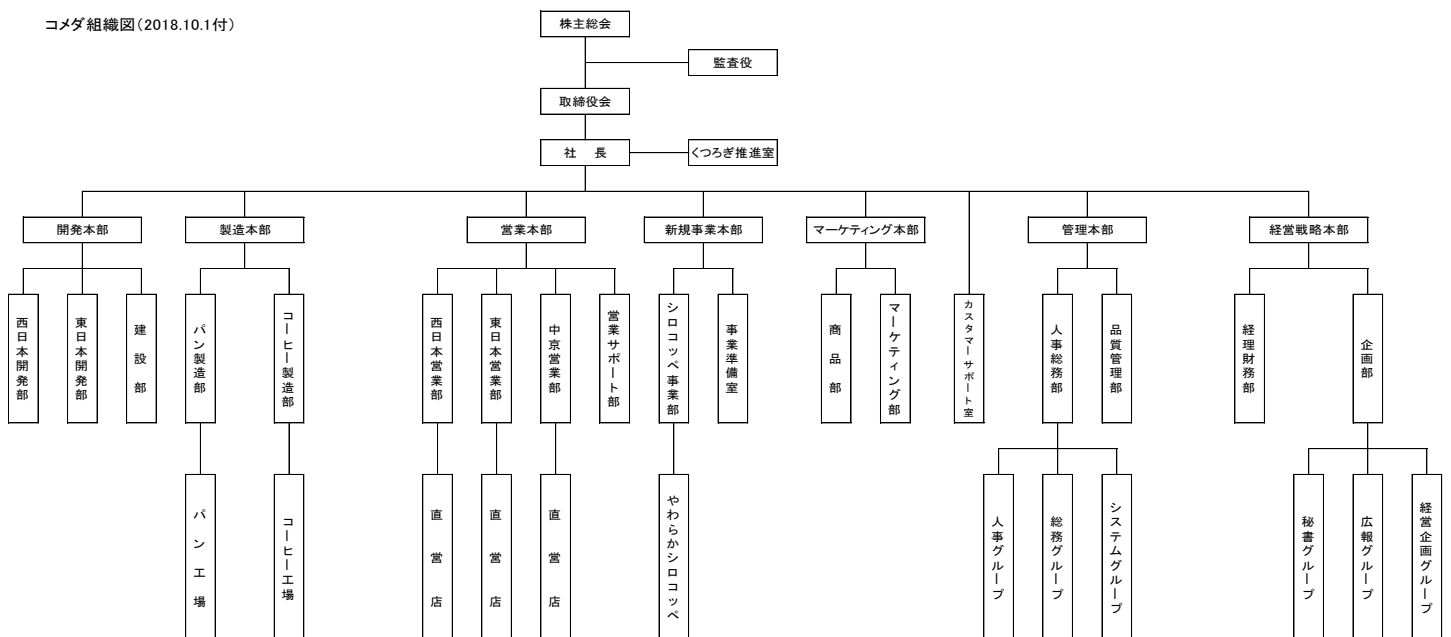 コメダ組織図(2018.10.1付)
株主総会
監査役
取締役会
社　長
くつろぎ推進室
開発本部
製造本部
営業本部
新規事業本部
マーケティング本部
管理本部
経営戦略本部
西日本開発部
東日本開発部
建設部
パン製造部
コーヒー製造部
西日本営業部
東日本営業部
中京営業部
営業サポート部
シロコッペ事業部
事業準備室
商品部
マーケティング部
カスタマーサポート室
人事総務部
品質管理部
経理財務部
企画部
パン工場
コーヒー工場
直営店
直営店
直営店
やわらかシロコッペ
人事グループ
総務グループ
システムグループ
秘書グループ
広報グループ
経営企画グループ